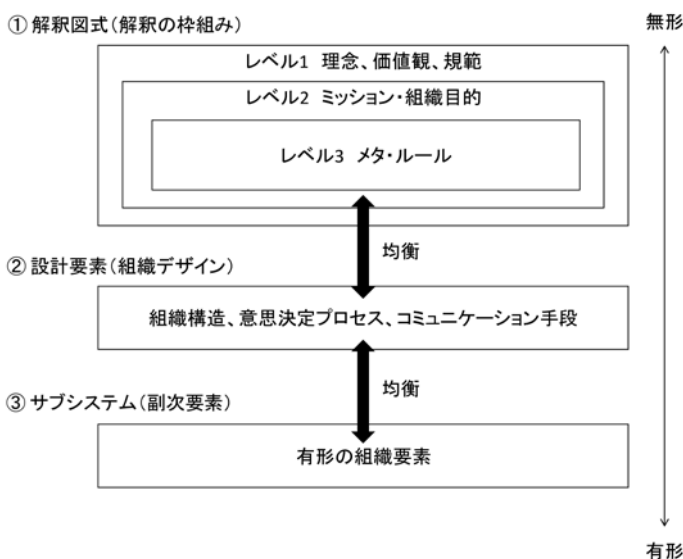 ① 解釈図式(解釈の枠組み)
無形
レベル1 理念、価値観、規範
レベル2 ミッション・組織目的
レベル3 メタ・ルール
均衡
② 設計要素(組織デザイン)
組織構造、意思決定プロセス、コミュニケーション手段
均衡
③ サブシステム(副次要素)
有形の組織要素
有形